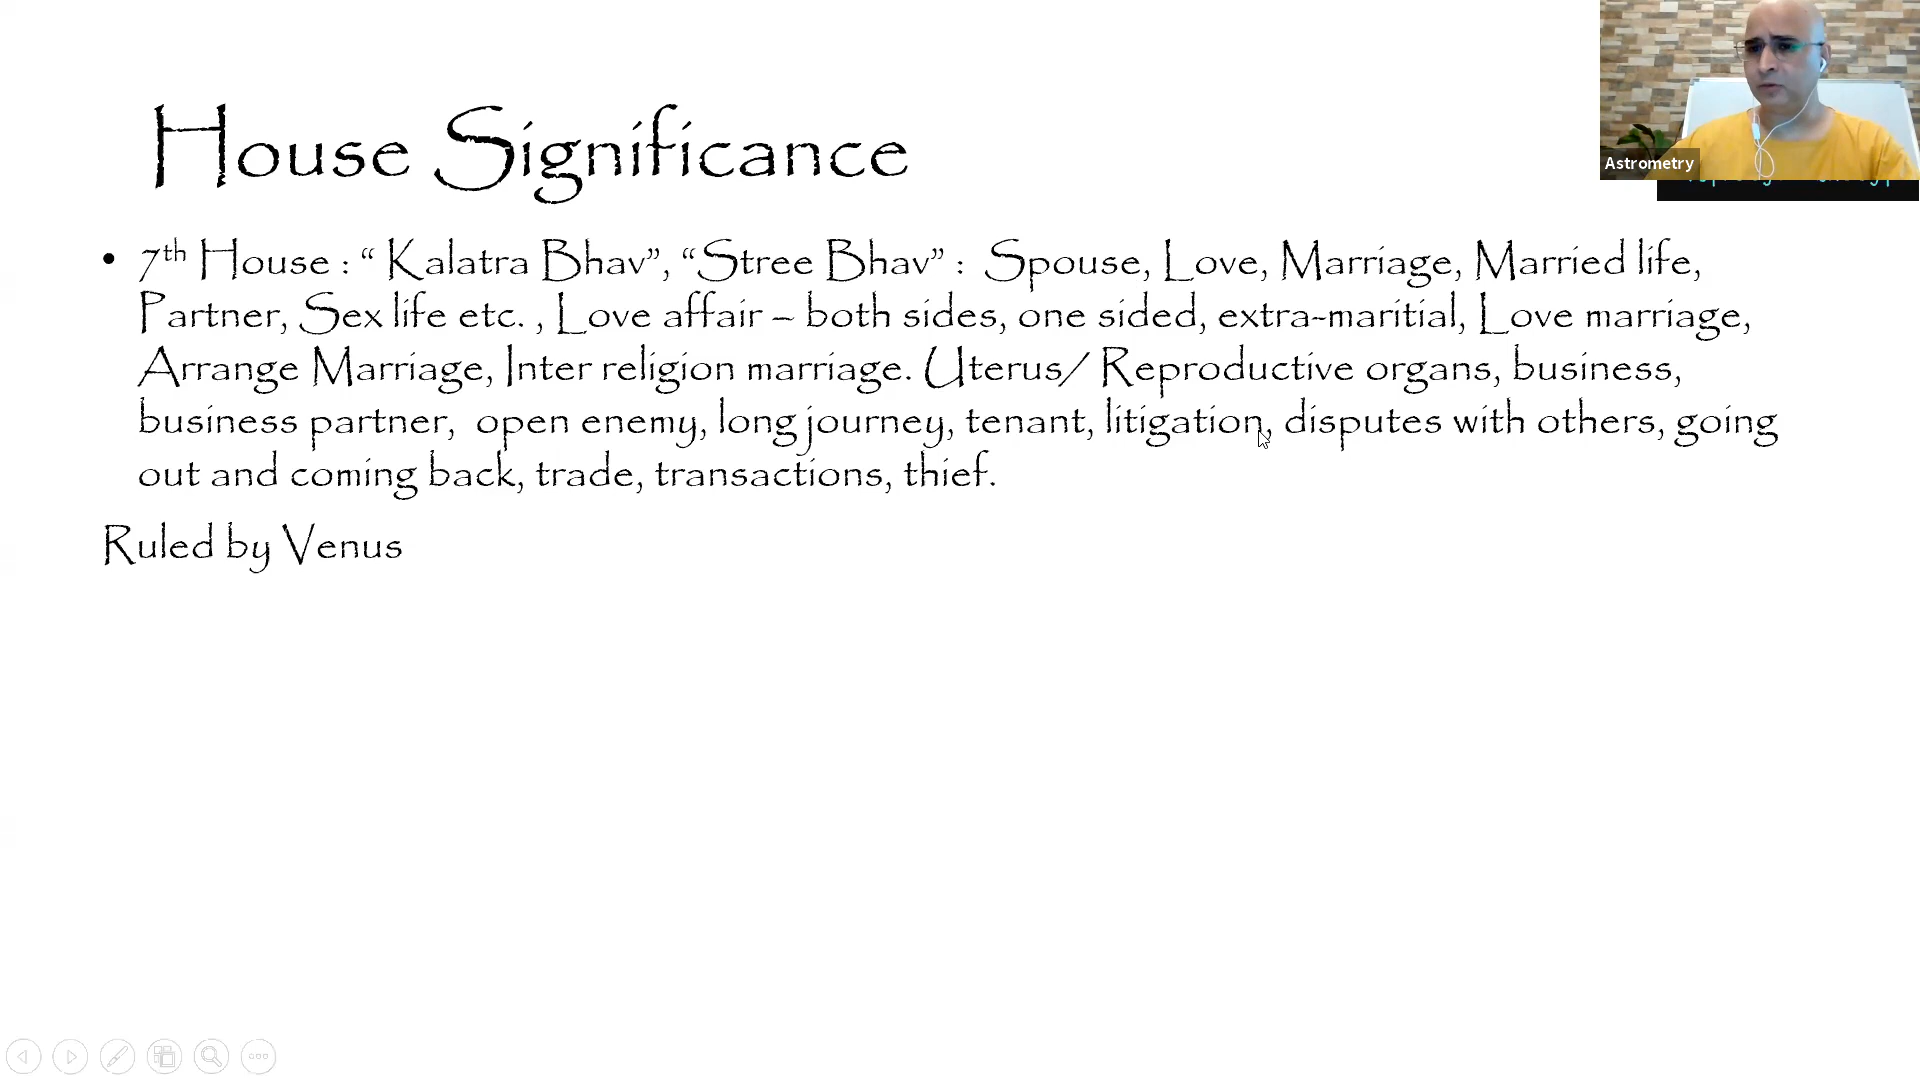 House Significance
• 7th House : “ Kalatra Bhav”, “Stree Bhav” :  Spouse, Love, Marriage, Married life,
Partner, Sex life etc. , Love affair – both sides, one sided, extra-maritial, Love marriage,
Arrange Marriage, Inter religion marriage. Uterus/ Reproductive organs, business,
business partner,  open enemy, long journey, tenant, litigation, disputes with others, going
out and coming back, trade, transactions, thief.
Ruled by Venus
Astrometry